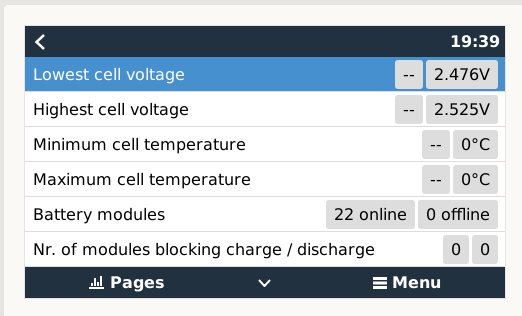 19:39
Lowest cell voltage -- 2.476V
Highest cell voltage -- 2.525V
Minimum cell temperature -- 0°C
Maximum cell temperature -- 0°C
Battery modules 22 online 0 offline
Nr. of modules blocking charge / discharge 0 0
Pages Menu